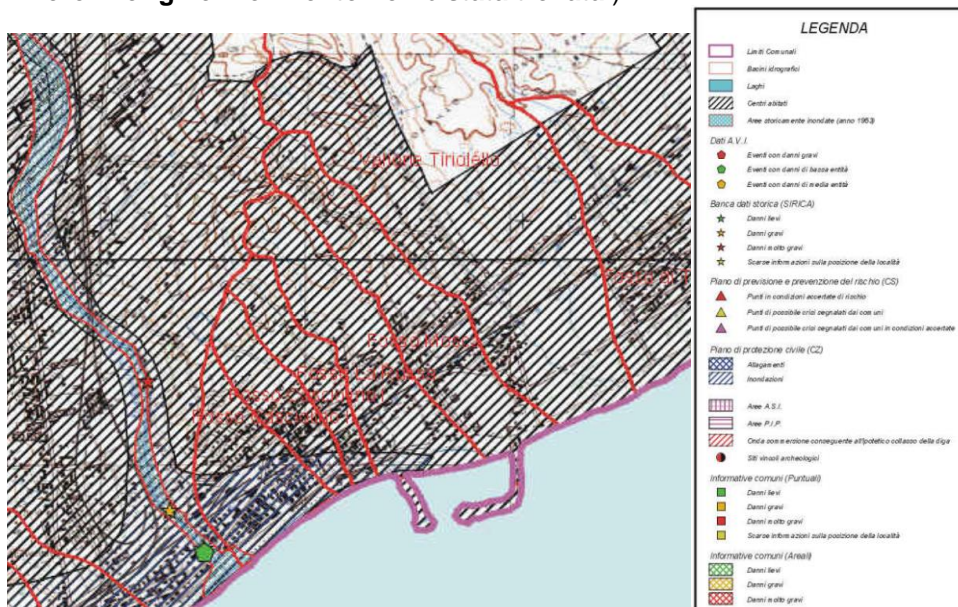 LEGENDA
Limiti Comunali
Bacini idrografici
Laghi
Centri abitati
Aree storicamente inondate (anno 1953)
Dati A.V.I.
Eventi con danni gravi
Eventi con danni di bassa entità
Eventi con danni di media entità
Banca dati storica (SIRICA)
Danni lievi
Danni gravi
Danni molto gravi
Scarse informazioni sulla posizione della località
Piano di previsione e prevenzione del rischio (CS)
Punti in condizioni accertate di rischio
Punti di possibile crisi segnalati dai comuni
Punti di possibile crisi segnalati dai comuni in condizioni accertate
Piano di protezione civile (CZ)
Allagamenti
Inondazioni
Aree A.S.I.
Aree P.I.P.
Onda sommersione conseguente all'ipotetico collasso della diga
Siti vincoli archeologici
Informative comuni (Puntuali)
Danni lievi
Danni gravi
Danni molto gravi
Scarse informazioni sulla posizione della località
Informative comuni (Areali)
Danni lievi
Danni gravi
Danni molto gravi
Vallone Tiriolello
Fosso
Fosso
Fosso